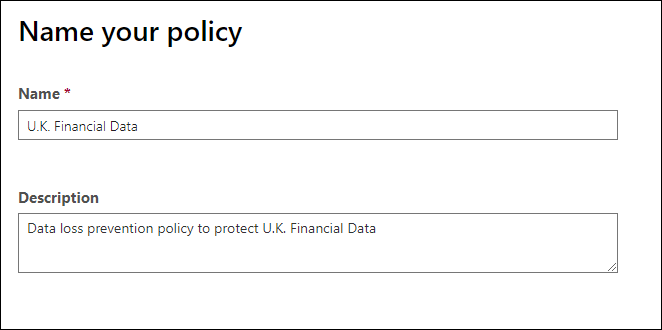 Name your policy
Name *
U.K. Financial Data
Description
Data loss prevention policy to protect U.K. Financial Data